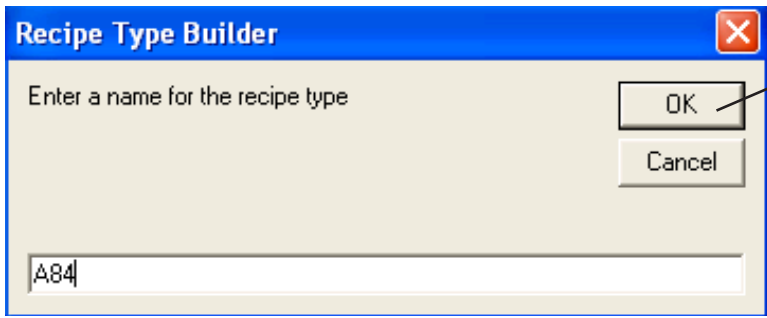 Recipe Type Builder
Enter a name for the recipe type
OK
Cancel
A84